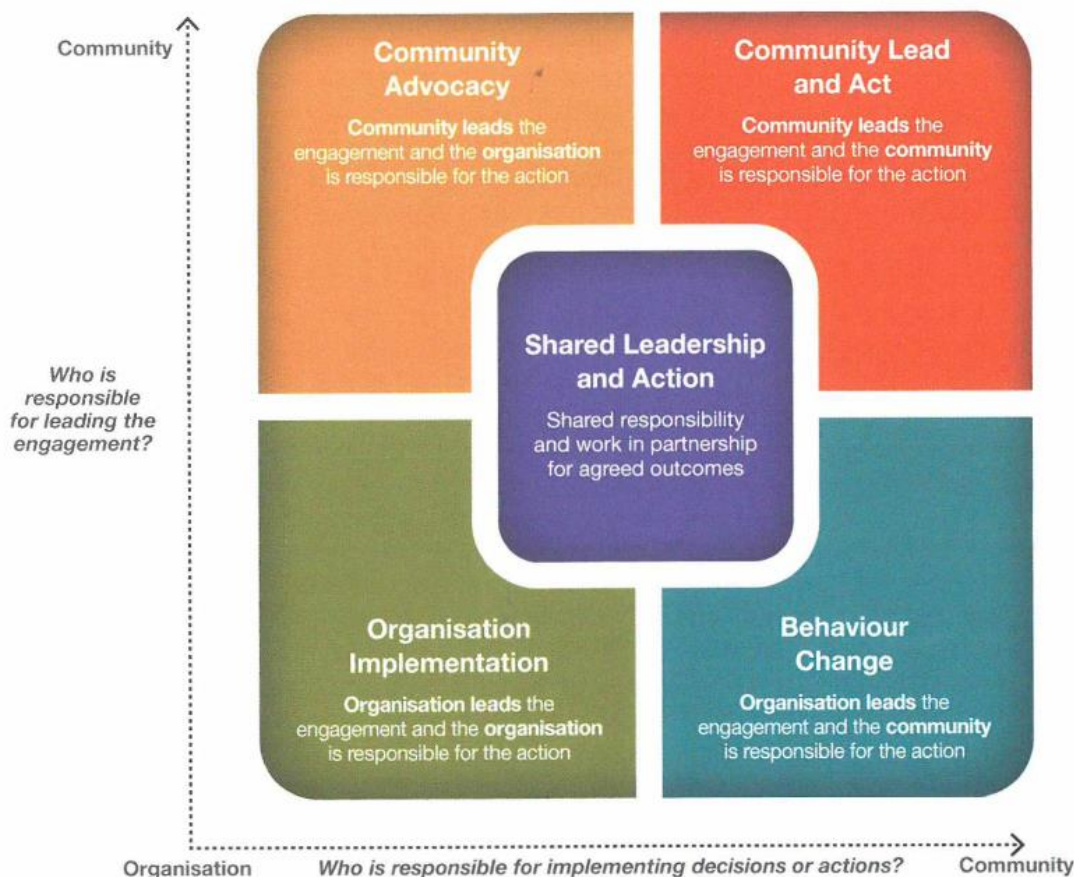 Community
Community
Advocacy
Community leads the
engagement and the organisation
is responsible for the action
Community Lead
and Act
Community leads the
engagement and the community
is responsible for the action
Who is
responsible
for leading the
engagement?
Shared Leadership
and Action
Shared responsibility
and work in partnership
for agreed outcomes
Organisation
Implementation
Organisation leads the
engagement and the organisation
is responsible for the action
Behaviour
Change
Organisation leads the
engagement and the community
is responsible for the action
Organisation
Who is responsible for implementing decisions or actions?
Community